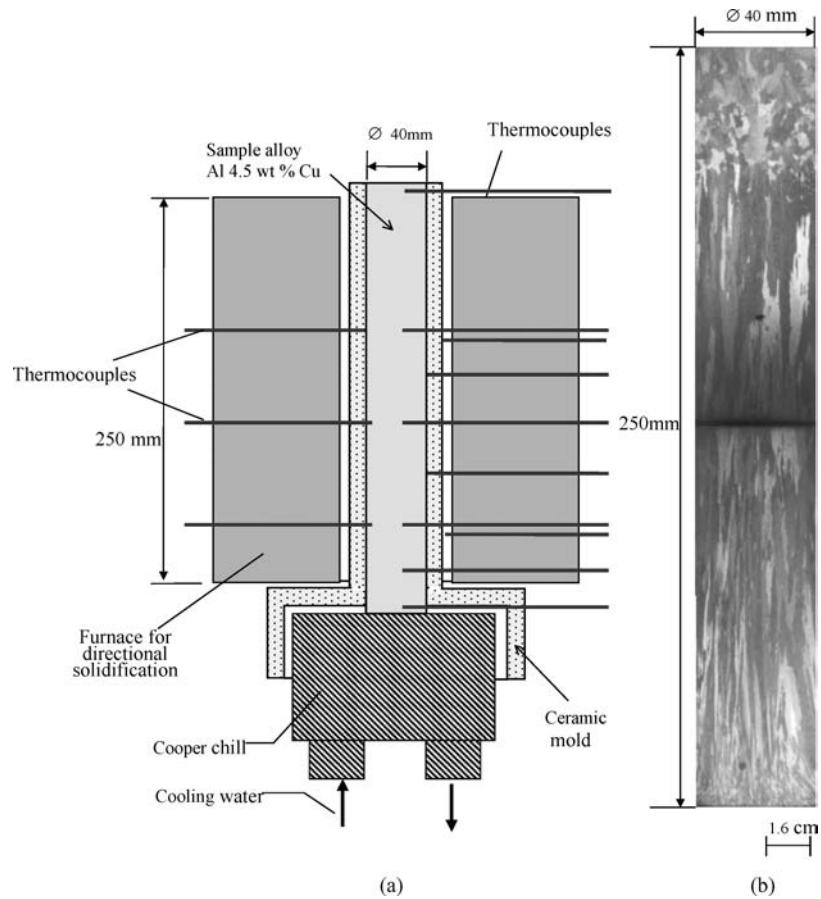 ∅ 40 mm
∅ 40mm
Thermocouples
Sample alloy
Al 4.5 wt % Cu
Thermocouples
250 mm
250mm
Furnace for
directional
solidification
Ceramic
mold
Cooper chill
Cooling water
1.6 cm
(a)
(b)